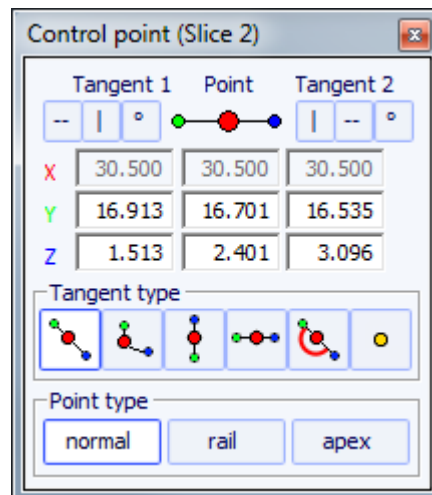 Control point (Slice 2)
x
Tangent 1 Point Tangent 2
-- | ° | -- °
X 30.500 30.500 30.500
Y 16.913 16.701 16.535
Z 1.513 2.401 3.096
Tangent type
Point type
normal rail apex